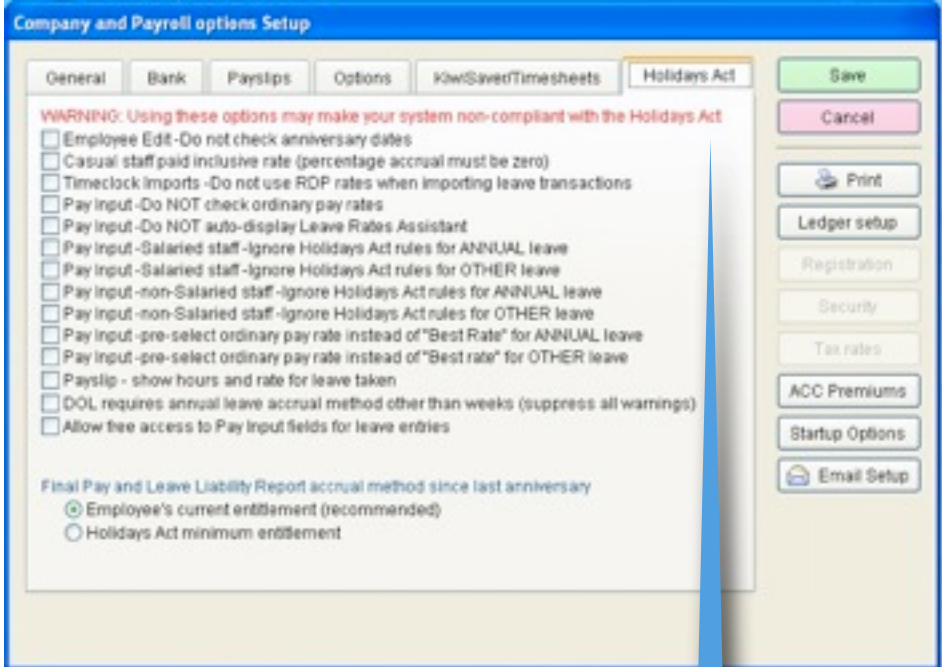 Company and Payroll options Setup
General Bank Payslips Options KiwiSaver/Timesheets Holidays Act
WARNING: Using these options may make your system non-compliant with the Holidays Act
Employee Edit-Do not check anniversary dates
Casual staff paid inclusive rate (percentage accrual must be zero)
Timeclock Imports -Do not use RDP rates when importing leave transactions
Pay Input-Do NOT check ordinary pay rates
Pay Input-Do NOT auto-display Leave Rates Assistant
Pay Input-Salaried staff-Ignore Holidays Act rules for ANNUAL leave
Pay Input-Salaried staff-Ignore Holidays Act rules for OTHER leave
Pay Input-non-Salaried staff-Ignore Holidays Act rules for ANNUAL leave
Pay Input-non-Salaried staff-Ignore Holidays Act rules for OTHER leave
Pay Input-pre-select ordinary pay rate instead of "Best Rate" for ANNUAL leave
Pay Input-pre-select ordinary pay rate instead of "Best rate" for OTHER leave
Payslip - show hours and rate for leave taken
DOL requires annual leave accrual method other than weeks (suppress all warnings)
Allow free access to Pay Input fields for leave entries
Final Pay and Leave Liability Report accrual method since last anniversary
Employee's current entitlement (recommended)
Holidays Act minimum entitlement
Save
Cancel
Print
Ledger setup
Registration
Security
Tax rates
ACC Premiums
Startup Options
Email Setup